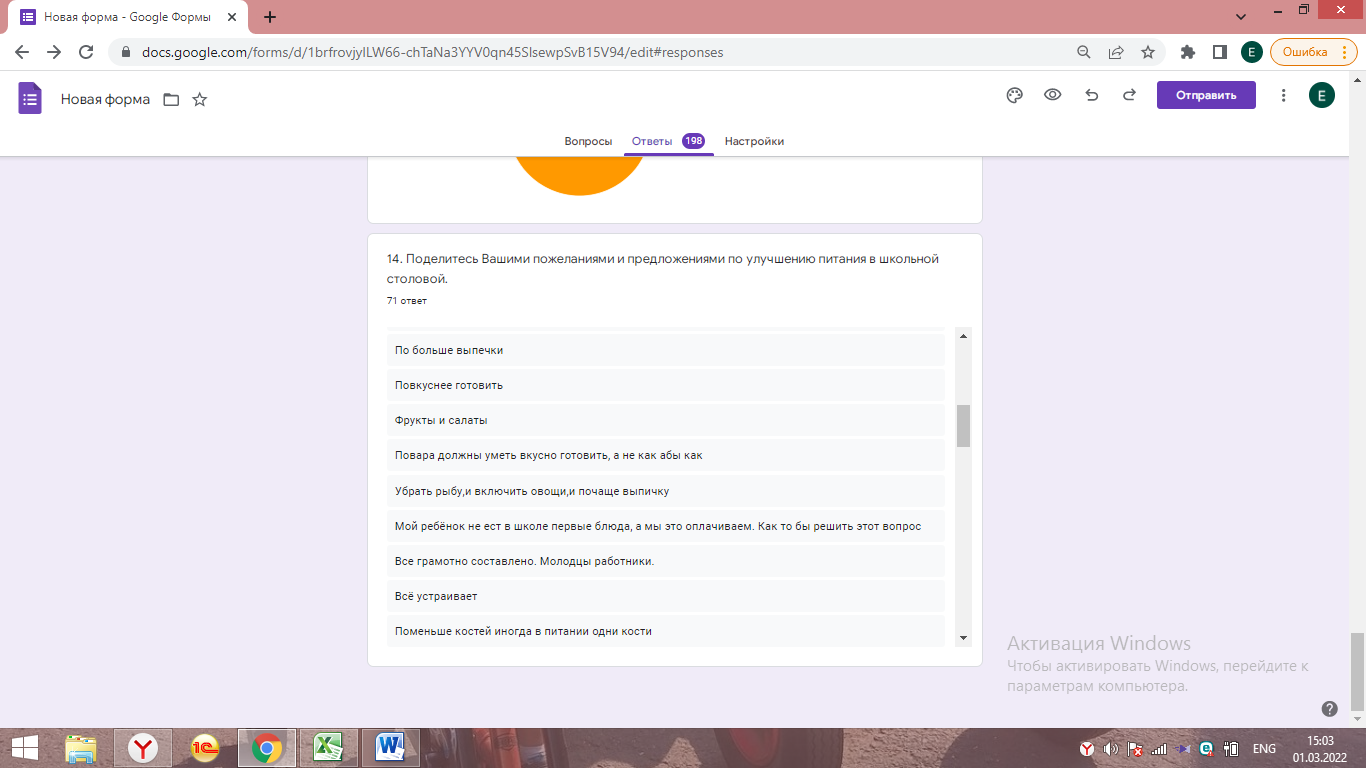 Новая форма - Google Формы
docs.google.com/forms/d/1brfrovjyILW66-chTaNa3YYV0qn45SIsewpSvB15V94/edit#responses
E
Ошибка
Новая форма
Отправить
E
Вопросы
Ответы 198
Настройки
14. Поделитесь Вашими пожеланиями и предложениями по улучшению питания в школьной
столовой.
71 ответ
По больше выпечки
Повкуснее готовить
Фрукты и салаты
Повара должны уметь вкусно готовить, а не как абы как
Убрать рыбу,и включить овощи,и почаще выпичку
Мой ребёнок не ест в школе первые блюда, а мы это оплачиваем. Как то бы решить этот вопрос
Все грамотно составлено. Молодцы работники.
Всё устраивает
Поменьше костей иногда в питании одни кости
Активация Windows
Чтобы активировать Windows, перейдите к
параметрам компьютера.
ENG
15:03
01.03.2022